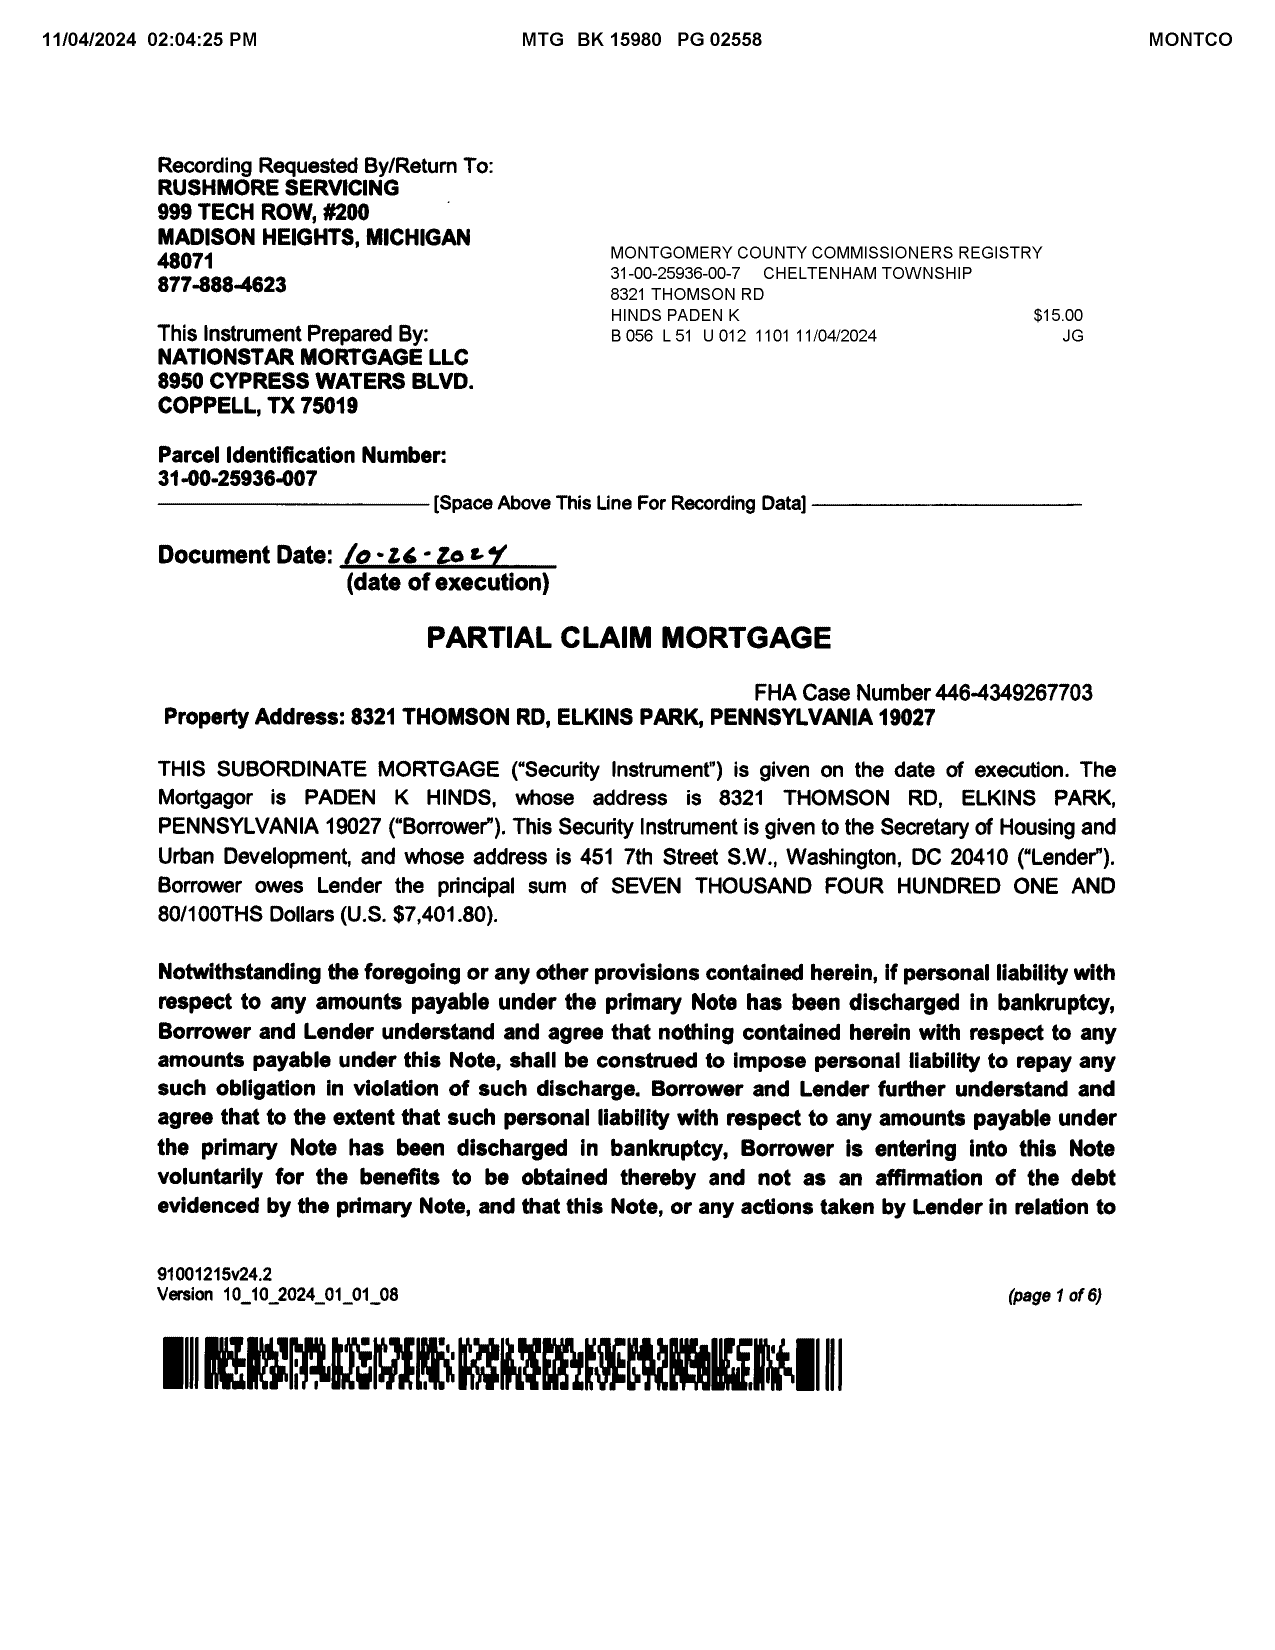 11/04/2024 02:04:25 PM MTG BK 15980 PG 02558 MONTCO
Recording Requested By/Return To:
RUSHMORE SERVICING
999 TECH ROW, #200
MADISON HEIGHTS, MICHIGAN
48071
877-888-4623
MONTGOMERY COUNTY COMMISSIONERS REGISTRY
31-00-25936-00-7 CHELTENHAM TOWNSHIP
8321 THOMSON RD
HINDS PADEN K $15.00
B 056 L 51 U 012 1101 11/04/2024 JG
This Instrument Prepared By:
NATIONSTAR MORTGAGE LLC
8950 CYPRESS WATERS BLVD.
COPPELL, TX 75019
Parcel Identification Number:
31-00-25936-007
[Space Above This Line For Recording Data]
Document Date: 10-26-2024
(date of execution)
PARTIAL CLAIM MORTGAGE
FHA Case Number 446-4349267703
Property Address: 8321 THOMSON RD, ELKINS PARK, PENNSYLVANIA 19027
THIS SUBORDINATE MORTGAGE (“Security Instrument”) is given on the date of execution. The
Mortgagor is PADEN K HINDS, whose address is 8321 THOMSON RD, ELKINS PARK,
PENNSYLVANIA 19027 (“Borrower”). This Security Instrument is given to the Secretary of Housing and
Urban Development, and whose address is 451 7th Street S.W., Washington, DC 20410 (“Lender”).
Borrower owes Lender the principal sum of SEVEN THOUSAND FOUR HUNDRED ONE AND
80/100THS Dollars (U.S. $7,401.80).
Notwithstanding the foregoing or any other provisions contained herein, if personal liability with
respect to any amounts payable under the primary Note has been discharged in bankruptcy,
Borrower and Lender understand and agree that nothing contained herein with respect to any
amounts payable under this Note, shall be construed to impose personal liability to repay any
such obligation in violation of such discharge. Borrower and Lender further understand and
agree that to the extent that such personal liability with respect to any amounts payable under
the primary Note has been discharged in bankruptcy, Borrower is entering into this Note
voluntarily for the benefits to be obtained thereby and not as an affirmation of the debt
evidenced by the primary Note, and that this Note, or any actions taken by Lender in relation to
91001215v24.2
Version 10_10_2024_01_01_08 (page 1 of 6)